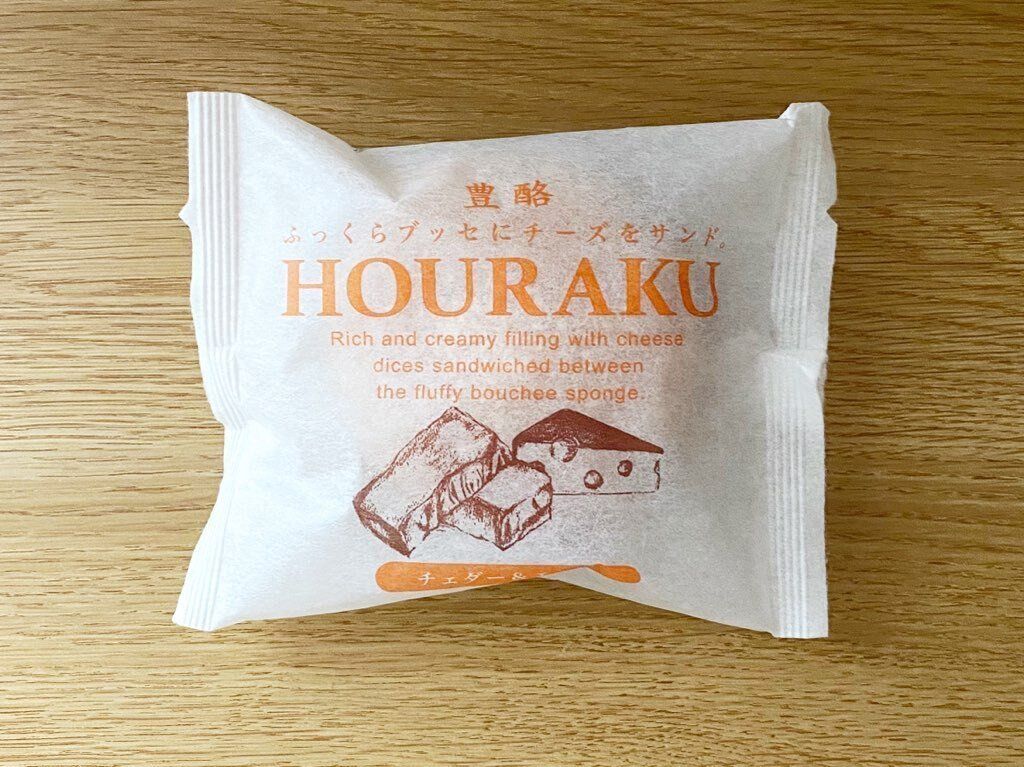 豊酪
ふっくらブッセにチーズをサンド。
HOURAKU
Rich and creamy filling with cheese
dices sandwiched between
the fluffy bouchee sponge.
チェダー&